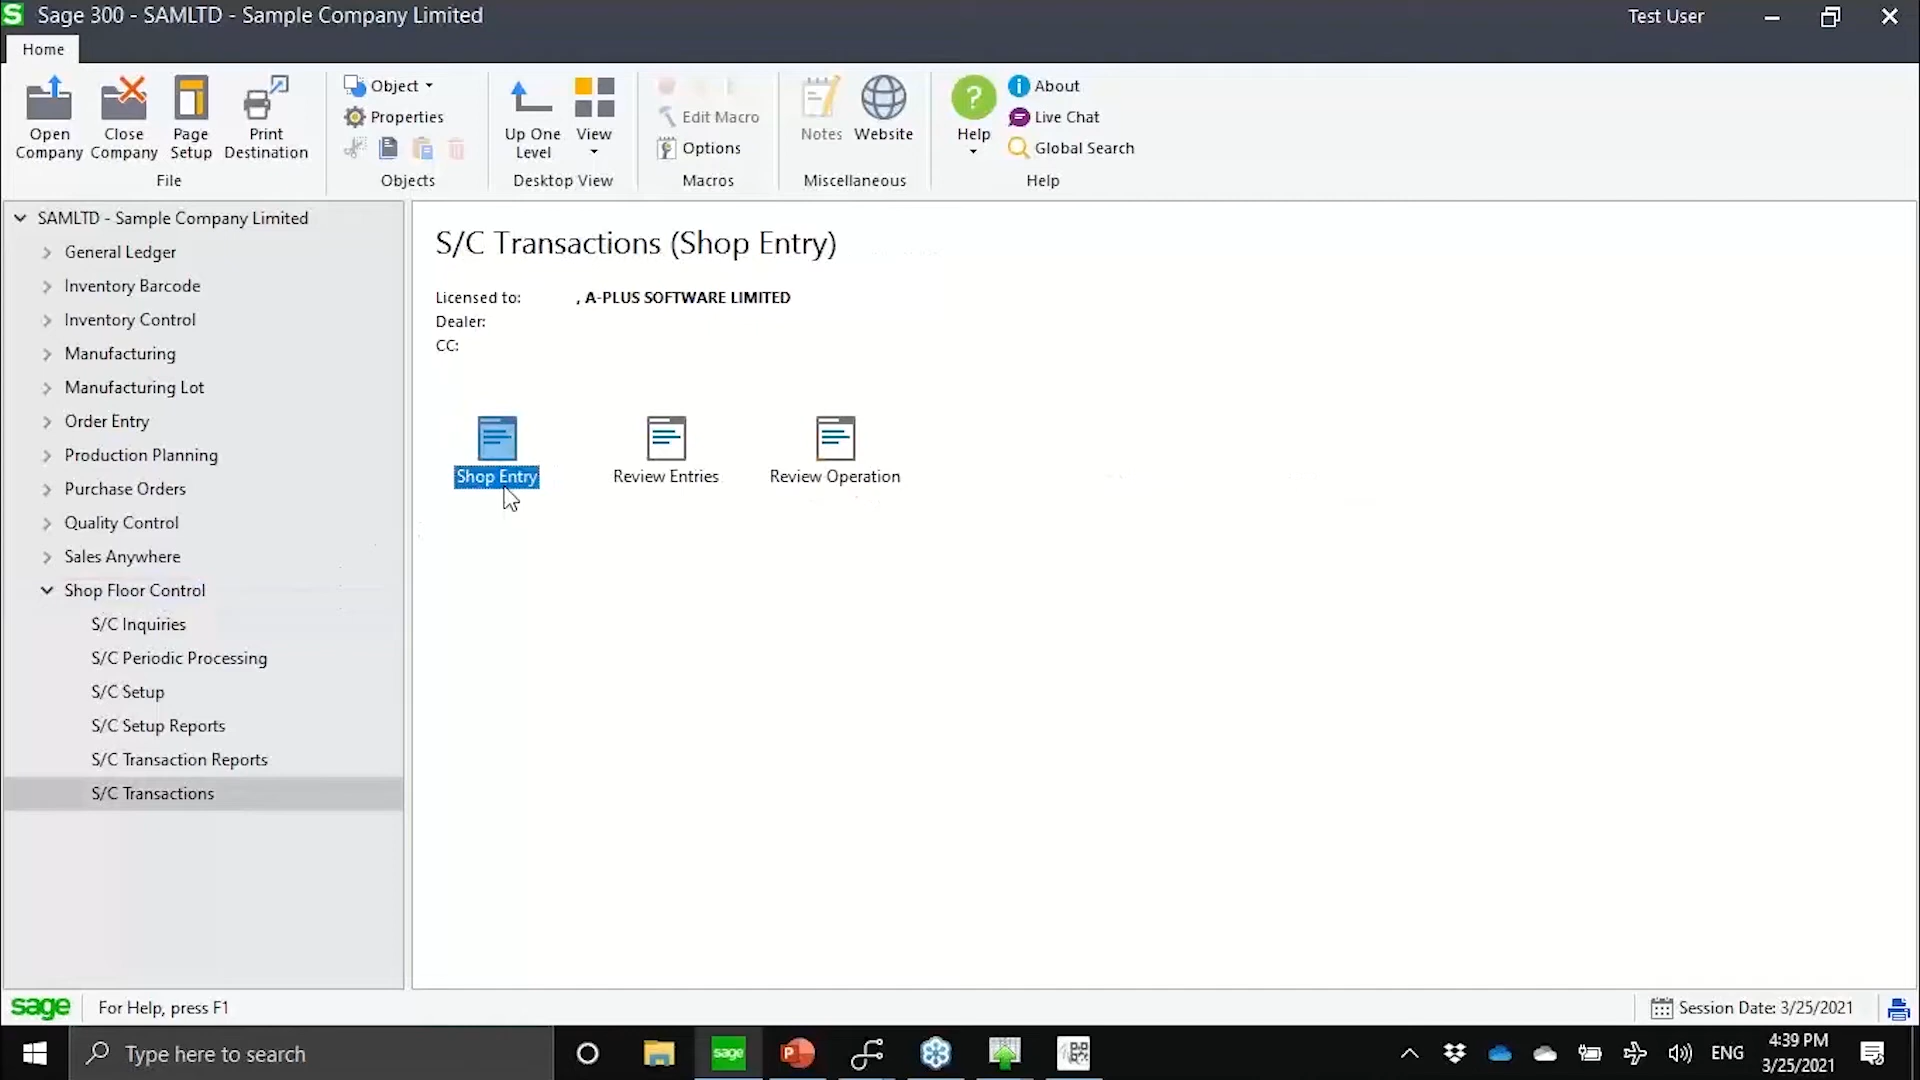 Sage 300 - SAMLTD - Sample Company Limited
Test User
Home
Open Company
Close Company
Page Setup
Print Destination
File
Object
Properties
Objects
Up One Level
View
Desktop View
Edit Macro
Options
Macros
Notes
Website
Miscellaneous
Help
About
Live Chat
Global Search
Help
SAMLTD - Sample Company Limited
General Ledger
Inventory Barcode
Inventory Control
Manufacturing
Manufacturing Lot
Order Entry
Production Planning
Purchase Orders
Quality Control
Sales Anywhere
Shop Floor Control
S/C Inquiries
S/C Periodic Processing
S/C Setup
S/C Setup Reports
S/C Transaction Reports
S/C Transactions
S/C Transactions (Shop Entry)
Licensed to: , A-PLUS SOFTWARE LIMITED
Dealer:
CC:
Shop Entry
Review Entries
Review Operation
sage
For Help, press F1
Session Date: 3/25/2021
Type here to search
sage
ENG
4:39 PM
3/25/2021